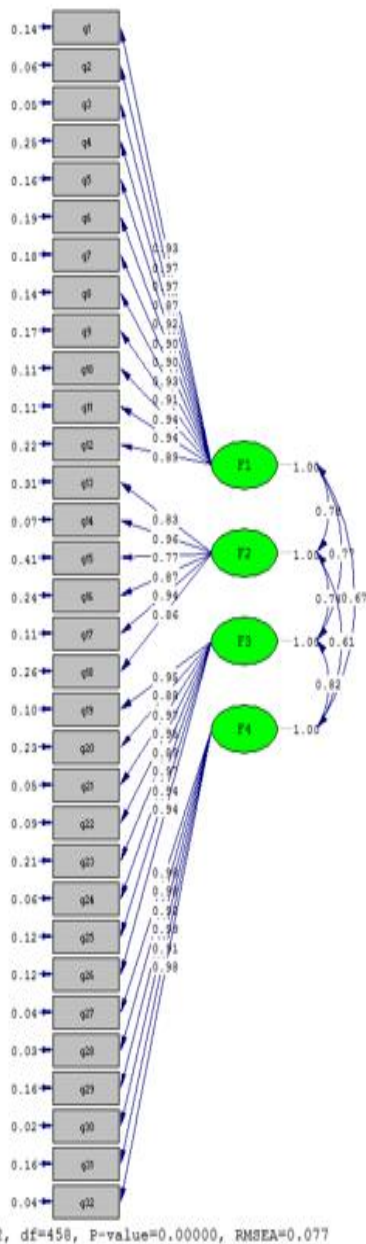 0.14 q1
0.06 q2
0.05 q3
0.25 q4
0.16 q5
0.19 q6
q7
0.14 q8
0.17 q9
0.11 q10
0.11 q11
0.22 q12
0.31 q13
0.07 q14
0.41 q15
0.24 q16
0.11 q17
0.26 q18
0.10 q19
0.23 q20
0.05 q21
0.09 q22
0.21 q23
0.06 q24
0.12 q25
0.12 q26
0.04 q27
0.03 q28
0.16 q29
0.02 q30
0.16 q31
0.04 q32
0.93
0.97
0.97
0.87
0.92
0.90
0.90
0.93
0.91
0.94
0.94
0.89
0.83
0.96
0.77
0.87
0.94
0.86
0.95
0.97
0.94
0.94
0.92
0.91
0.98
F1 1.00
F2 1.00
F3 1.00
F4 1.00
0.77
0.67
0.61
0.82
, df=458, P-value=0.00000, RMSEA=0.077